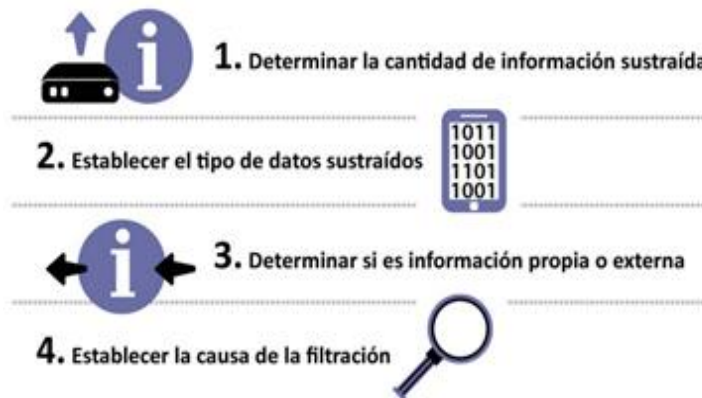 1. Determinar la cantidad de información sustraída
2. Establecer el tipo de datos sustraídos
1011
1001
1101
1001
3. Determinar si es información propia o externa
4. Establecer la causa de la filtración